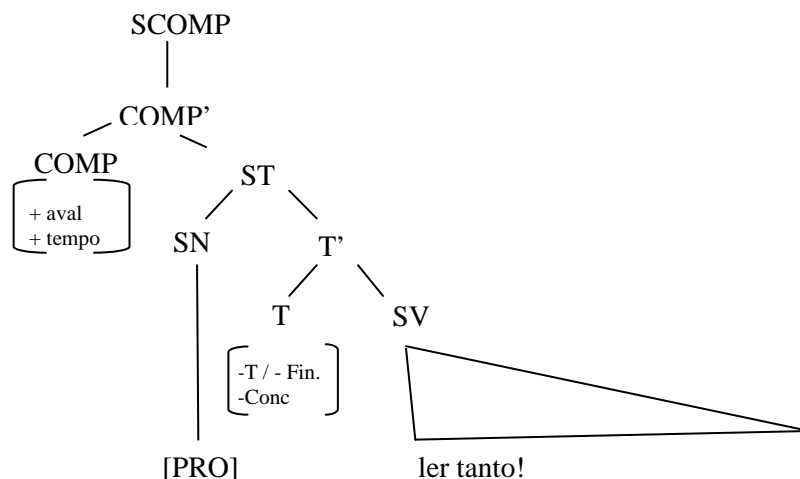 SCOMP
COMP’
COMP
ST
+ aval
+ tempo
SN
T’
T
SV
-T / - Fin.
-Conc
[PRO]
ler tanto!